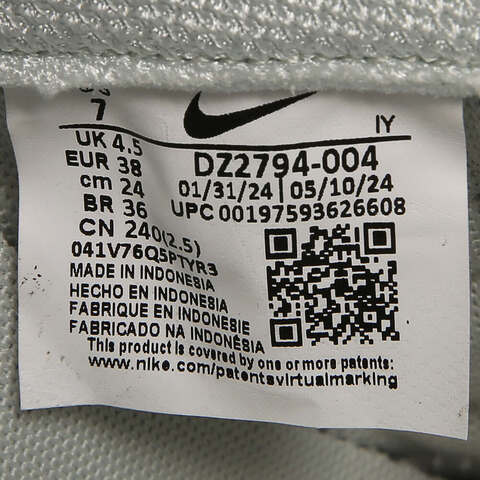 7
IY
UK 4.5
EUR 38
cm 24
BR 36
CN 240(2.5)
DZ2794-004
01/31/24 | 05/10/24
UPC 00197593626608
041V76Q5PTYR3
MADE IN INDONESIA
HECHO EN INDONESIA
FABRIQUE EN INDONESIE
FABRICADO NA INDONÉSIA
This product is covered by one or more patents:
www.nike.com/patentsvirtualmarking